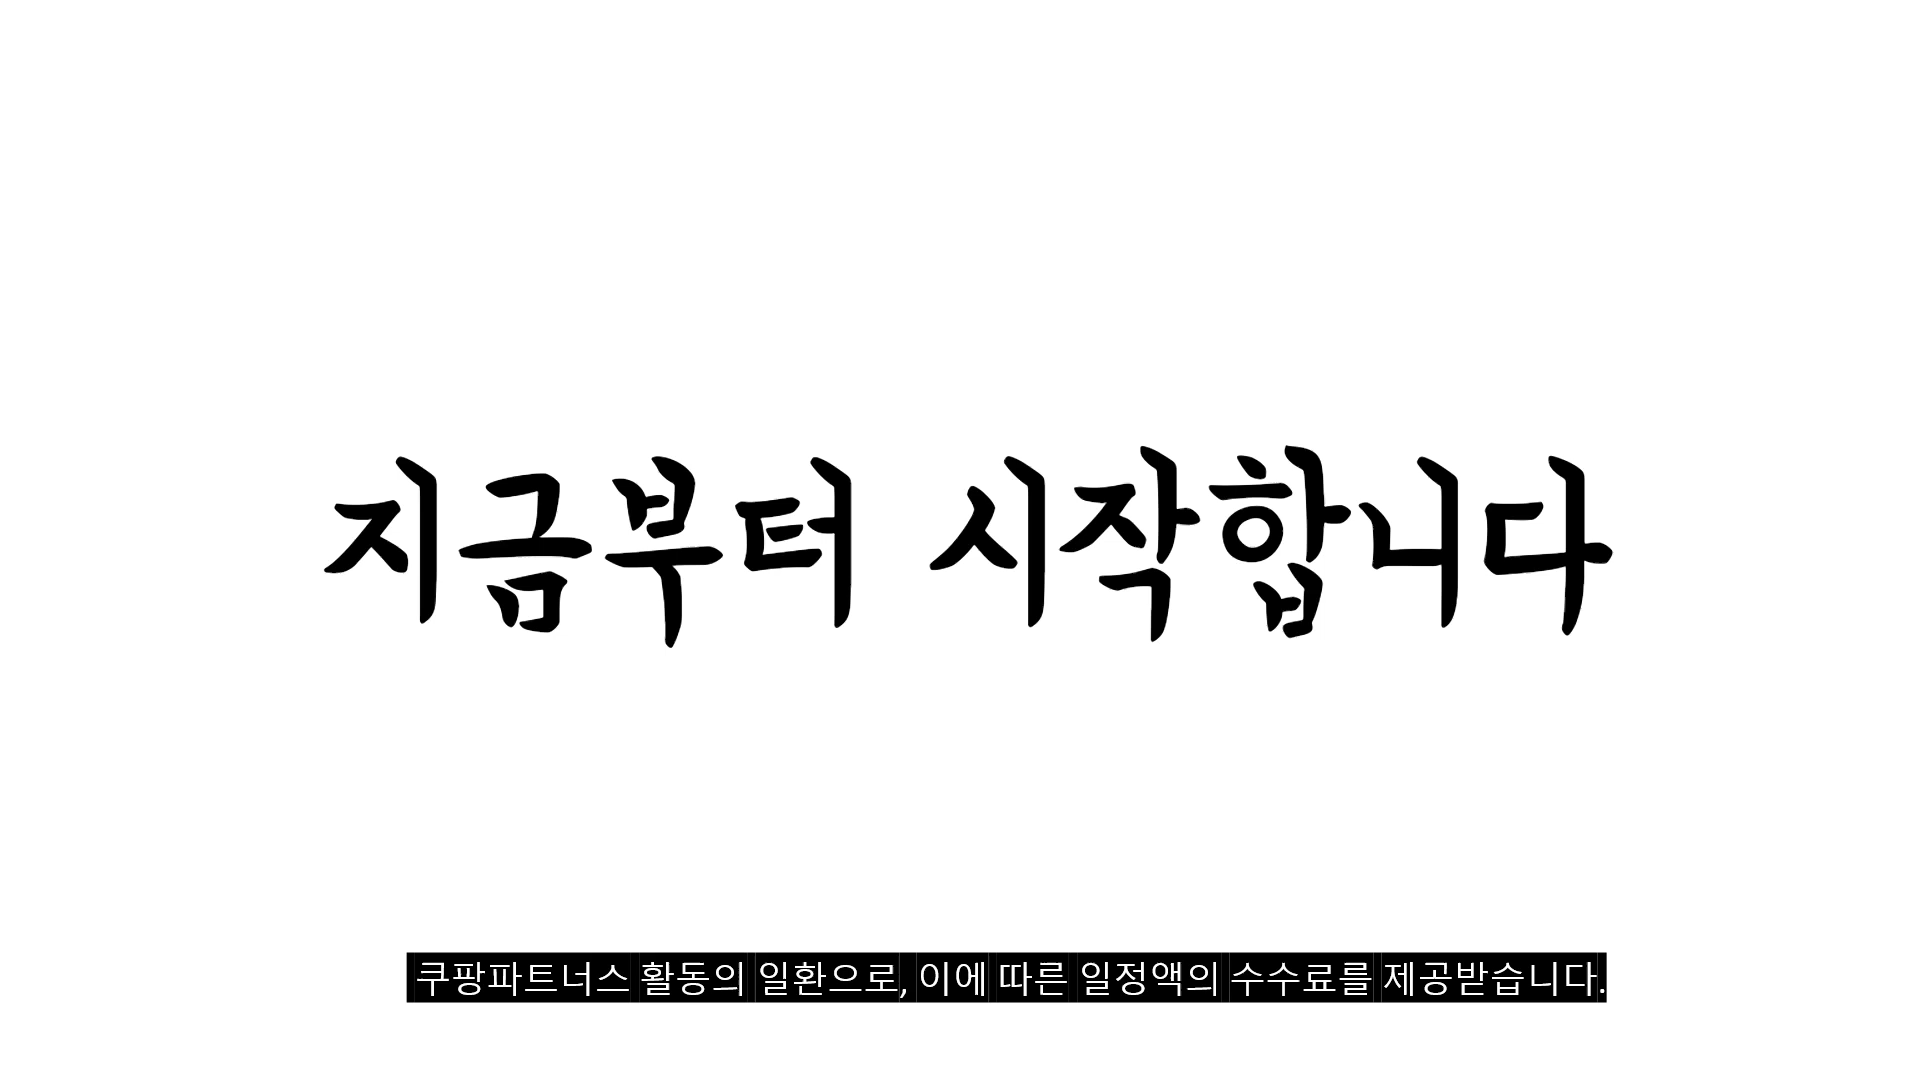 지금부터 시작합니다
쿠팡파트너스 활동의 일환으로, 이에 따른 일정액의 수수료를 제공받습니다.